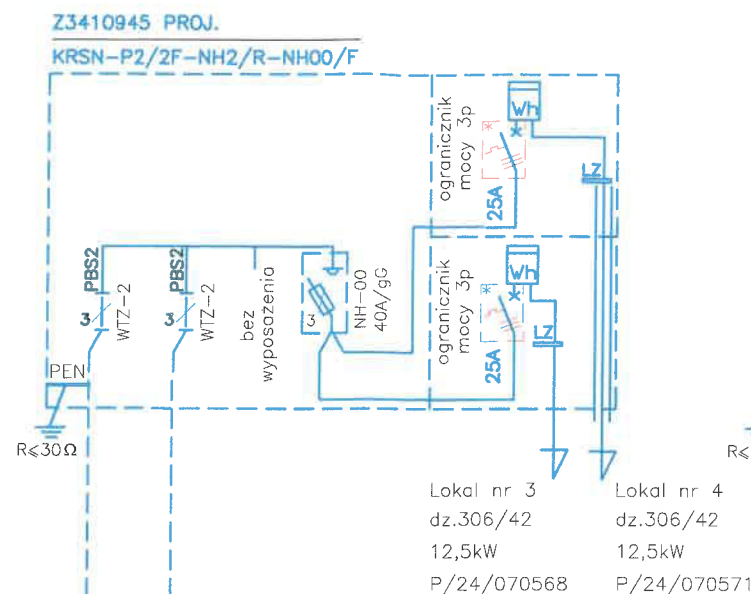 Z3410945 PROJ.
KRSN-P2/2F-NH2/R-NH00/F
ogranicznik
mocy 3p
25A
Wh
LZ
PBS2
3
WTZ-2
PBS2
3
WTZ-2
bez
wyposażenia
3
NH-00
40A/gG
ogranicznik
mocy 3p
25A
Wh
LZ
PEN
R≤30Ω
R≤
Lokal nr 3
dz.306/42
12,5kW
P/24/070568
Lokal nr 4
dz.306/42
12,5kW
P/24/070571